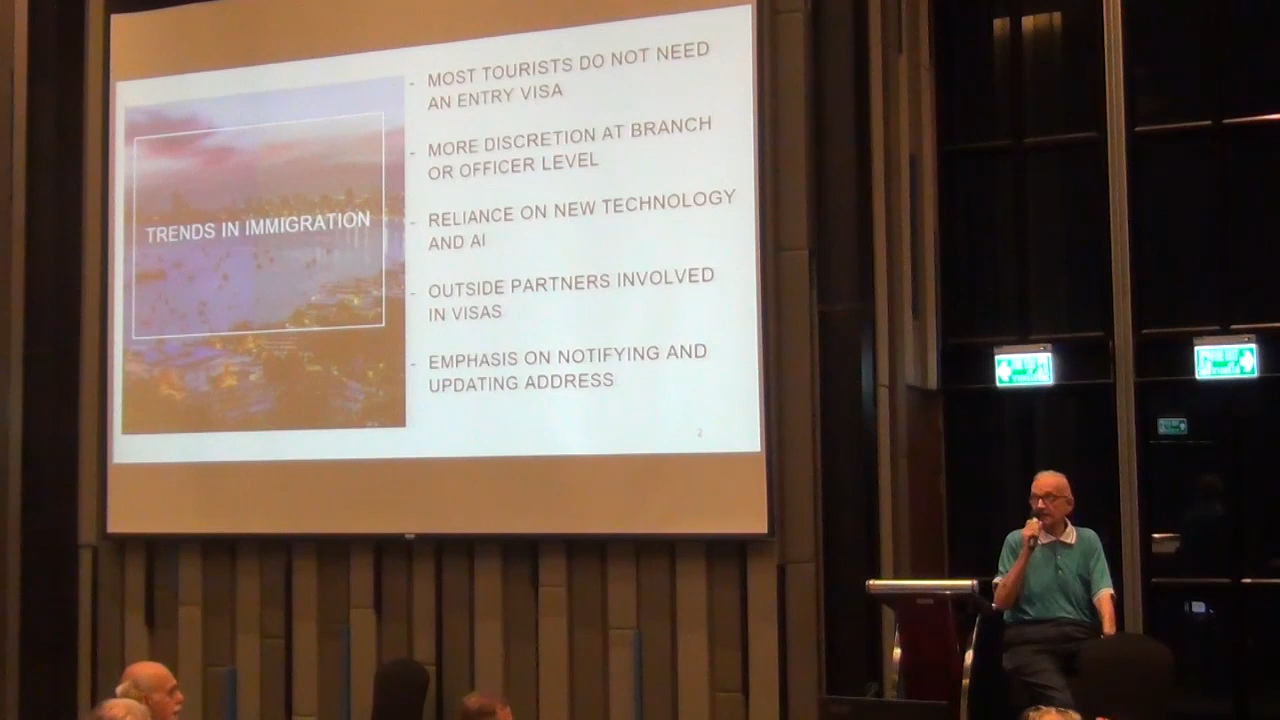 TRENDS IN IMMIGRATION
- MOST TOURISTS DO NOT NEED
AN ENTRY VISA
- MORE DISCRETION AT BRANCH
OR OFFICER LEVEL
- RELIANCE ON NEW TECHNOLOGY
AND AI
- OUTSIDE PARTNERS INVOLVED
IN VISAS
- EMPHASIS ON NOTIFYING AND
UPDATING ADDRESS
2